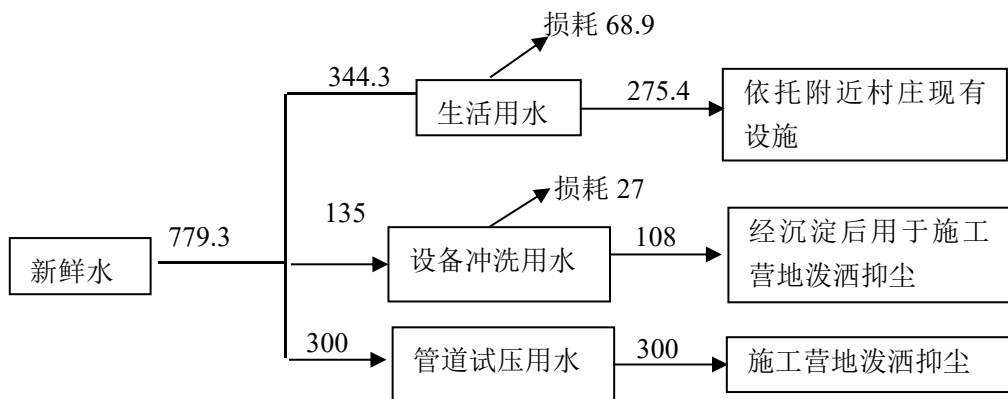 损耗 68.9
344.3
生活用水
275.4
依托附近村庄现有
设施
损耗 27
135
779.3
新鲜水
设备冲洗用水
108
经沉淀后用于施工
营地泼洒抑尘
300
管道试压用水
300
施工营地泼洒抑尘